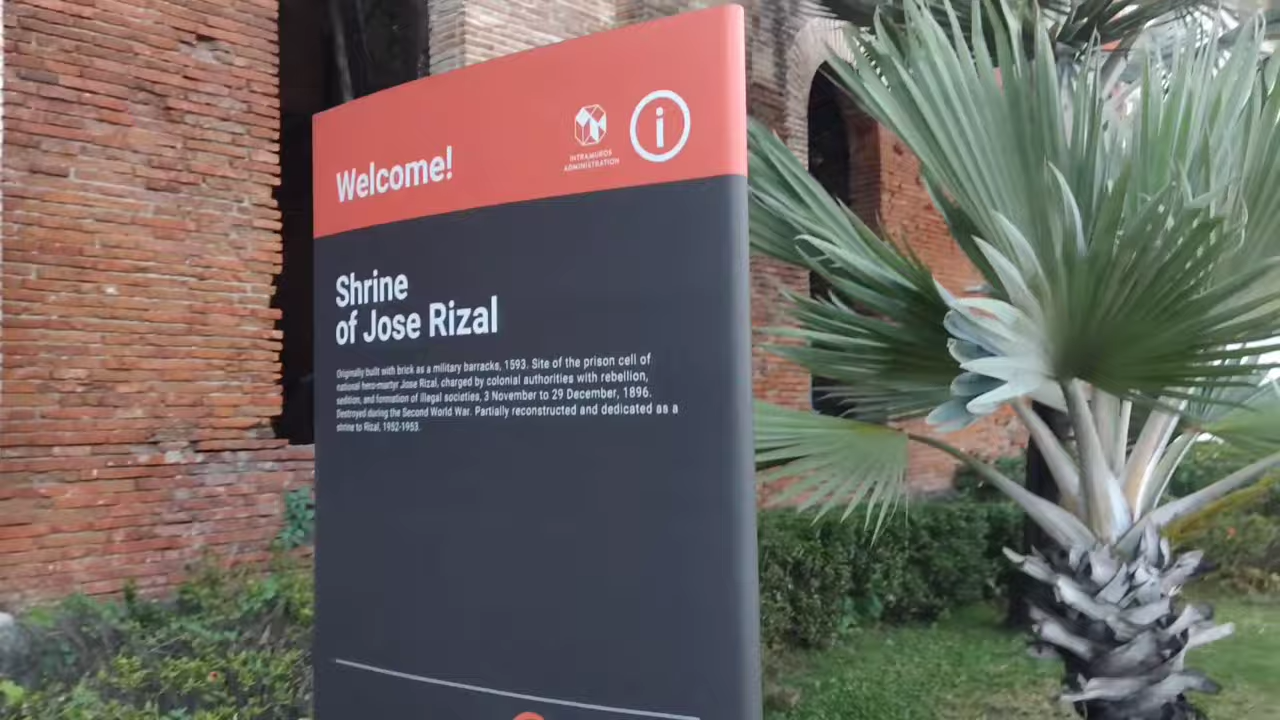 Welcome!
INTRAMUROS
ADMINISTRATION
i
Shrine
of Jose Rizal
Originally built with brick as a military barracks, 1593. Site of the prison cell of
national hero-martyr Jose Rizal, charged by colonial authorities with rebellion,
sedition, and formation of illegal societies, 3 November to 29 December, 1896.
Destroyed during the Second World War. Partially reconstructed and dedicated as a
shrine to Rizal, 1952-1953.